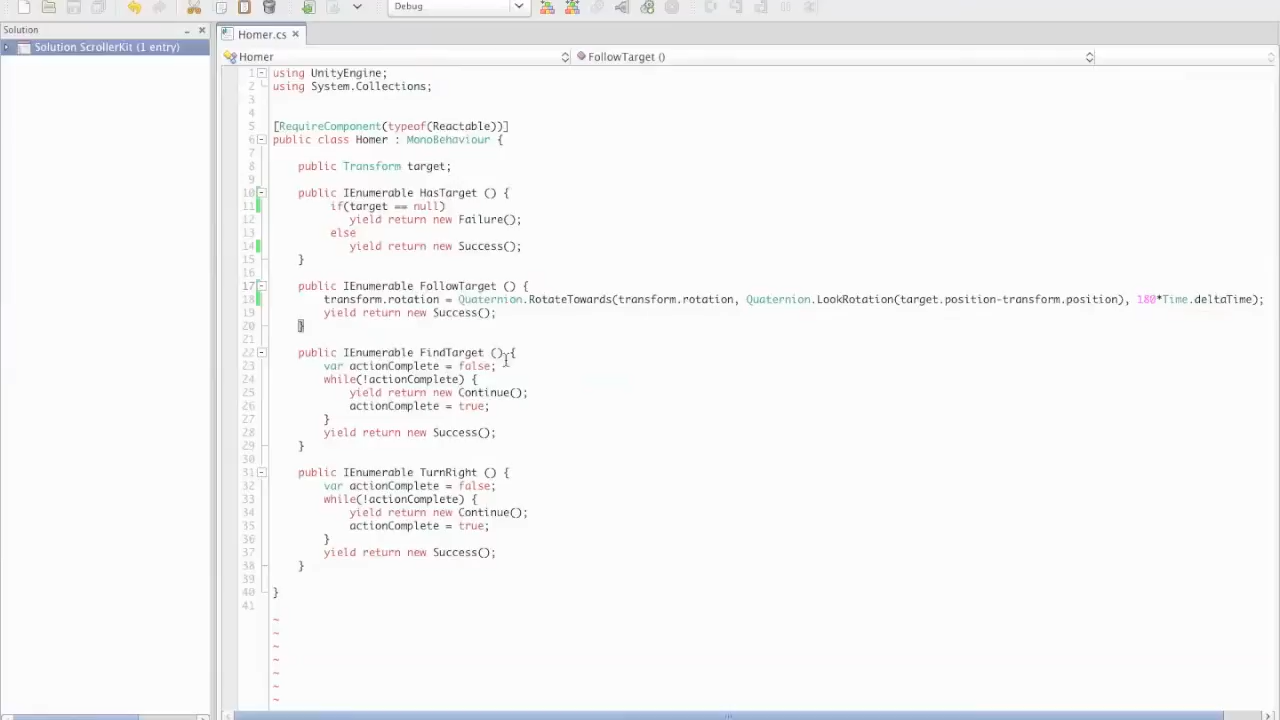 Debug
Solution
Homer.cs
Solution ScrollerKit (1 entry)
Homer
FollowTarget ()
1 using UnityEngine;
2 using System.Collections;
3
4
5 [RequireComponent(typeof(Reactable))]
6 public class Homer : MonoBehaviour {
7
8 public Transform target;
9
10 public IEnumerable HasTarget () {
11 if(target == null)
12 yield return new Failure();
13 else
14 yield return new Success();
15 }
16
17 public IEnumerable FollowTarget () {
18 transform.rotation = Quaternion.RotateTowards(transform.rotation, Quaternion.LookRotation(target.position-transform.position), 180*Time.deltaTime);
19 yield return new Success();
20 }
21
22 public IEnumerable FindTarget () {
23 var actionComplete = false;
24 while(!actionComplete) {
25 yield return new Continue();
26 actionComplete = true;
27 }
28 yield return new Success();
29 }
30
31 public IEnumerable TurnRight () {
32 var actionComplete = false;
33 while(!actionComplete) {
34 yield return new Continue();
35 actionComplete = true;
36 }
37 yield return new Success();
38 }
39
40 }
41
~
~
~
~
~
~
~